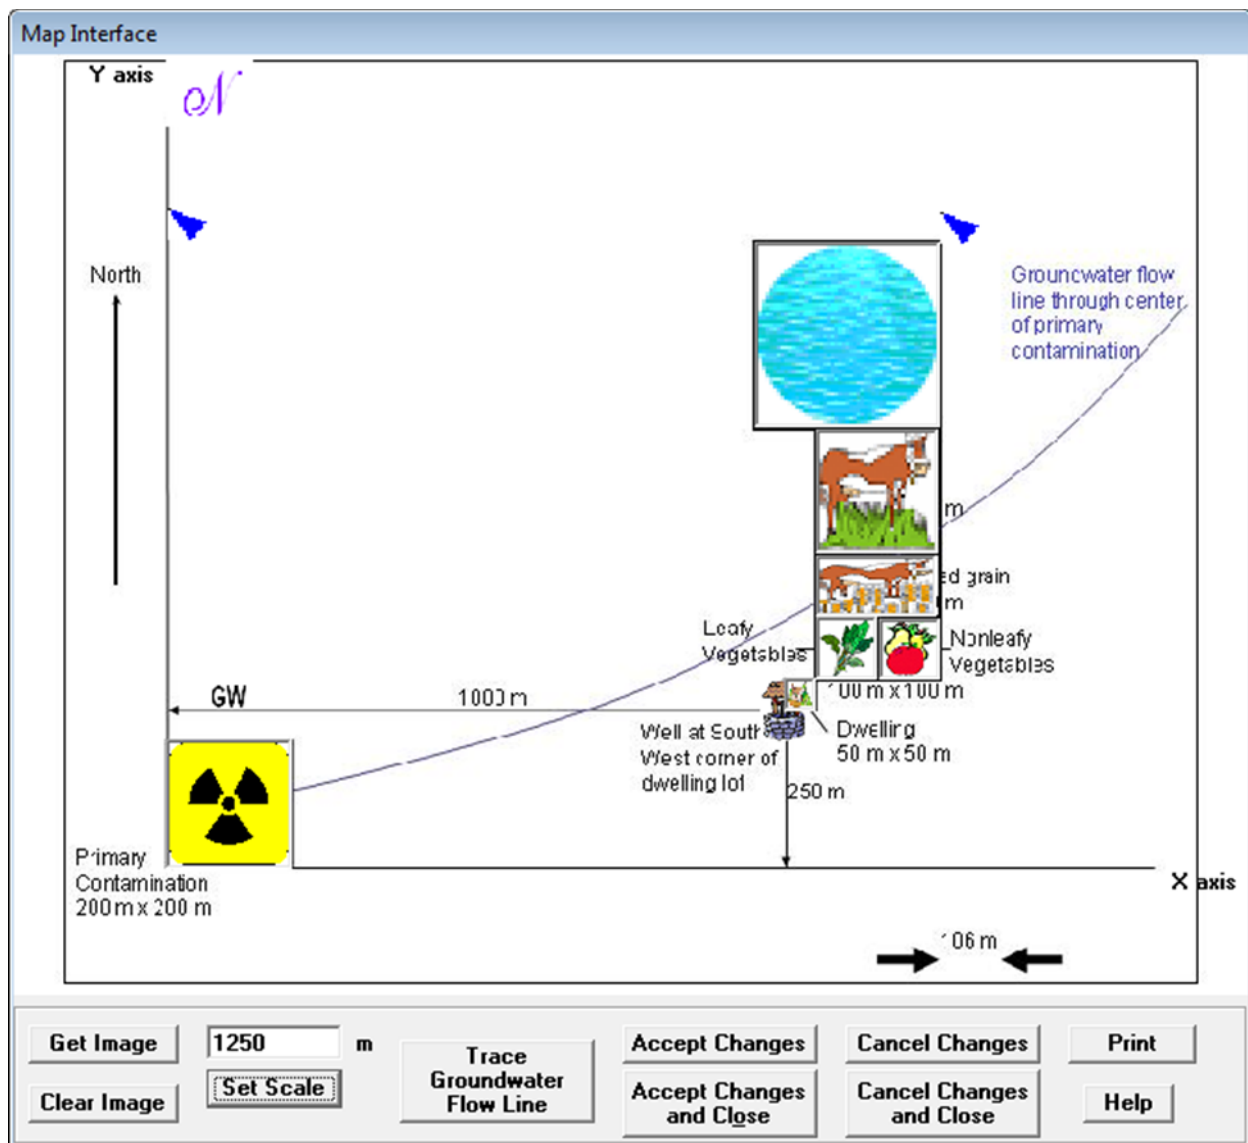 Map Interface
Y axis
N
North
Groundwater flow
line through center
of primary
contamination
m
ed grain
m
Leafy
Vegetables
Nonleafy
Vegetables
100 m x 100 m
GW
1000 m
Well at South
West corner of
dwelling lot
Dwelling
50 m x 50 m
250 m
Primary
Contamination
200 m x 200 m
X axis
106 m
Get Image
1250 m
Set Scale
Clear Image
Trace
Groundwater
Flow Line
Accept Changes
Cancel Changes
Print
Accept Changes
and Close
Cancel Changes
and Close
Help